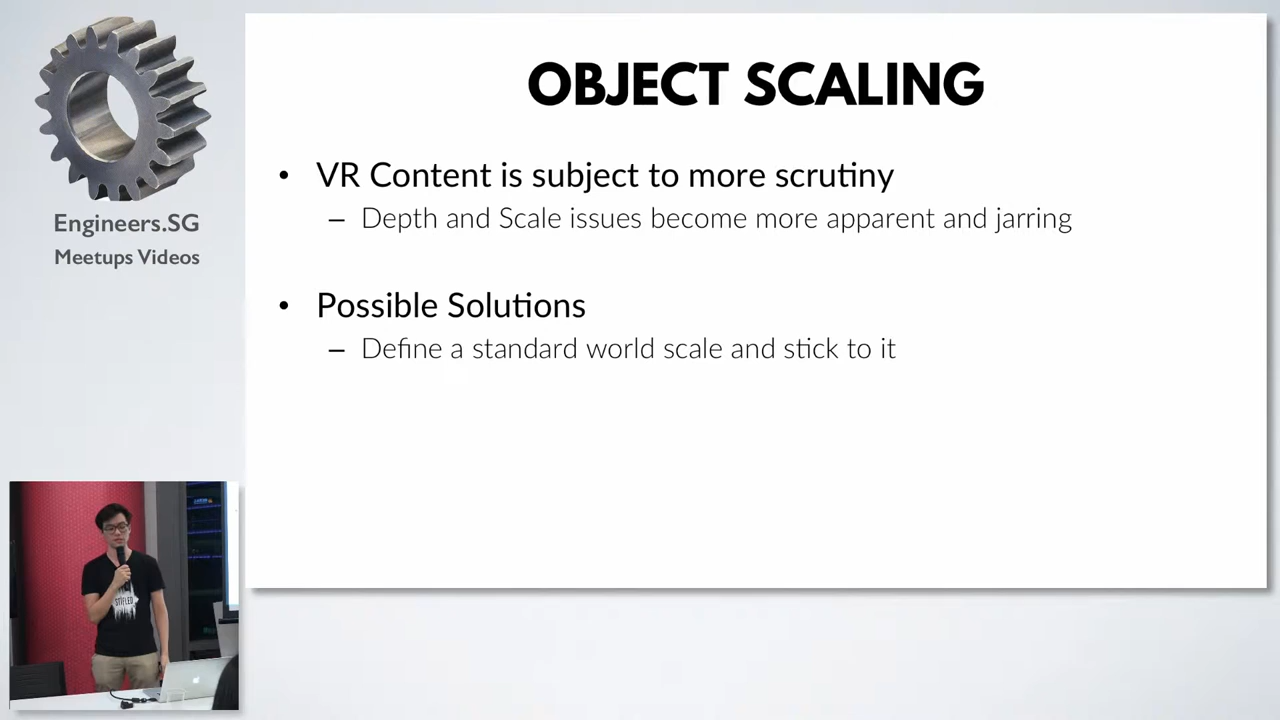 OBJECT SCALING
• VR Content is subject to more scrutiny
– Depth and Scale issues become more apparent and jarring
• Possible Solutions
– Define a standard world scale and stick to it
Engineers.SG
Meetups Videos
STIFLED